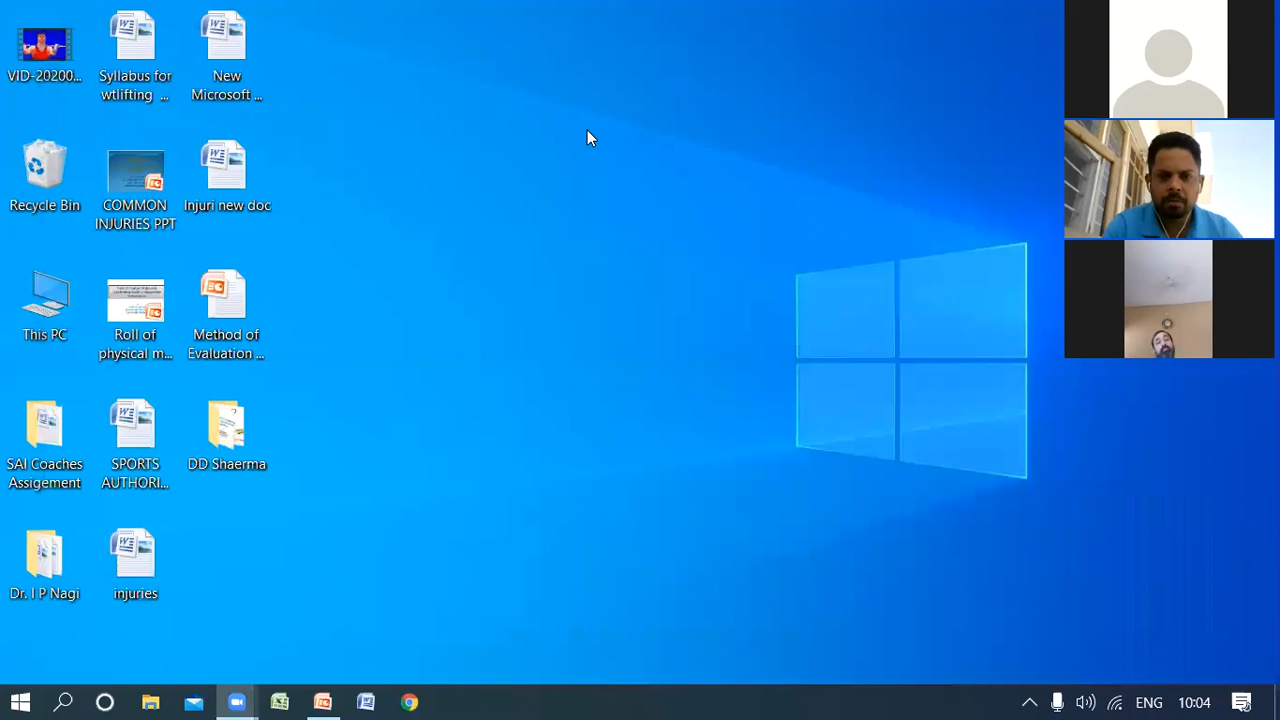 VID-20200...
Syllabus for
wtlifting ...
New
Microsoft ...
Recycle Bin
COMMON
INJURIES PPT
Injuri new doc
This PC
Roll of
physical m...
Method of
Evaluation ...
SAI Coaches
Assigement
SPORTS
AUTHORI...
DD Shaerma
Dr. I P Nagi
injuries
ENG
10:04